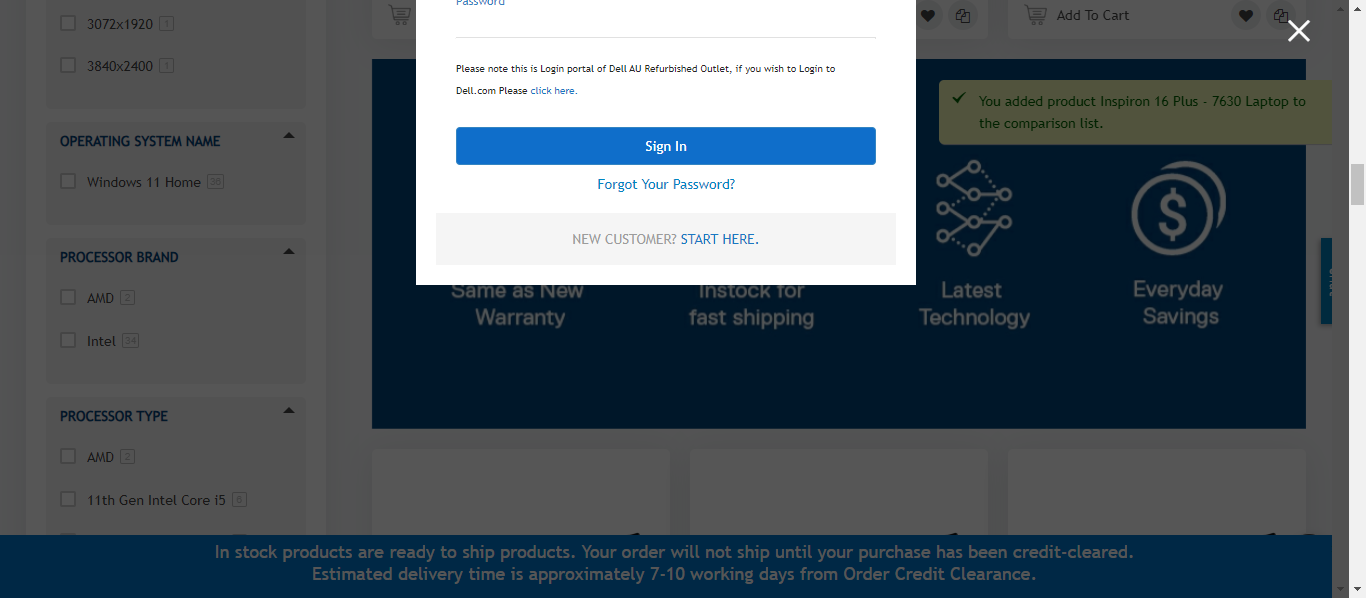 3072x1920 1
3840x2400 1
OPERATING SYSTEM NAME
Windows 11 Home 36
PROCESSOR BRAND
AMD 2
Intel 34
PROCESSOR TYPE
AMD 2
11th Gen Intel Core i5 5
Password
Please note this is Login portal of Dell AU Refurbished Outlet, if you wish to Login to
Dell.com Please click here.
Sign In
Forgot Your Password?
NEW CUSTOMER? START HERE.
Add To Cart
You added product Inspiron 16 Plus - 7630 Laptop to
the comparison list.
Same as New
Warranty
Instock for
fast shipping
Latest
Technology
Everyday
Savings
In stock products are ready to ship products. Your order will not ship until your purchase has been credit-cleared.
Estimated delivery time is approximately 7-10 working days from Order Credit Clearance.